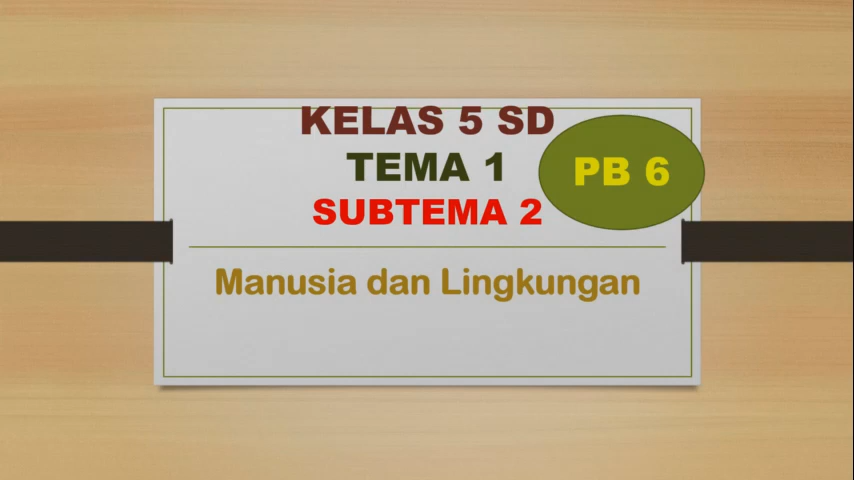 KELAS 5 SD
TEMA 1
PB 6
SUBTEMA 2
Manusia dan Lingkungan